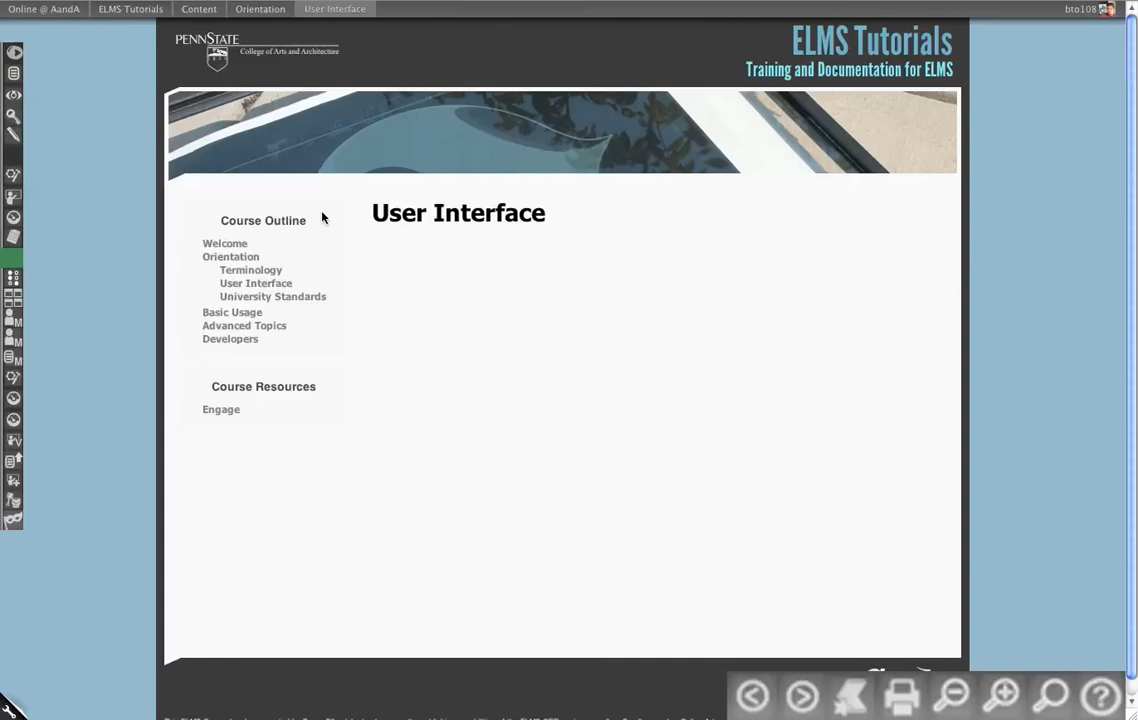 Online @ AandA
ELMS Tutorials
Content
Orientation
User Interface
bto108
PENNSTATE
College of Arts and Architecture
ELMS Tutorials
Training and Documentation for ELMS
Course Outline
Welcome
Orientation
Terminology
User Interface
University Standards
Basic Usage
Advanced Topics
Developers
Course Resources
Engage
User Interface
M
M
M